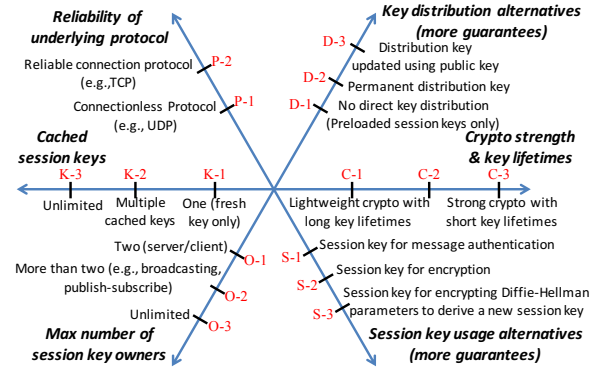 Reliability of
underlying protocol
P-2
Reliable connection protocol
(e.g.,TCP)
P-1
Connectionless Protocol
(e.g., UDP)
Key distribution alternatives
(more guarantees)
D-3
Distribution key
updated using public key
D-2
Permanent distribution key
D-1
No direct key distribution
(Preloaded session keys only)
Cached
session keys
K-3
K-2
K-1
Unlimited
Multiple
cached keys
One (fresh
key only)
Crypto strength
& key lifetimes
C-1
C-2
C-3
Lightweight crypto with
long key lifetimes
Strong crypto with
short key lifetimes
Two (server/client)
O-1
More than two (e.g., broadcasting,
publish-subscribe)
O-2
Unlimited
O-3
Max number of
session key owners
S-1
Session key for message authentication
S-2
Session key for encryption
S-3
Session key for encrypting Diffie-Hellman
parameters to derive a new session key
Session key usage alternatives
(more guarantees)